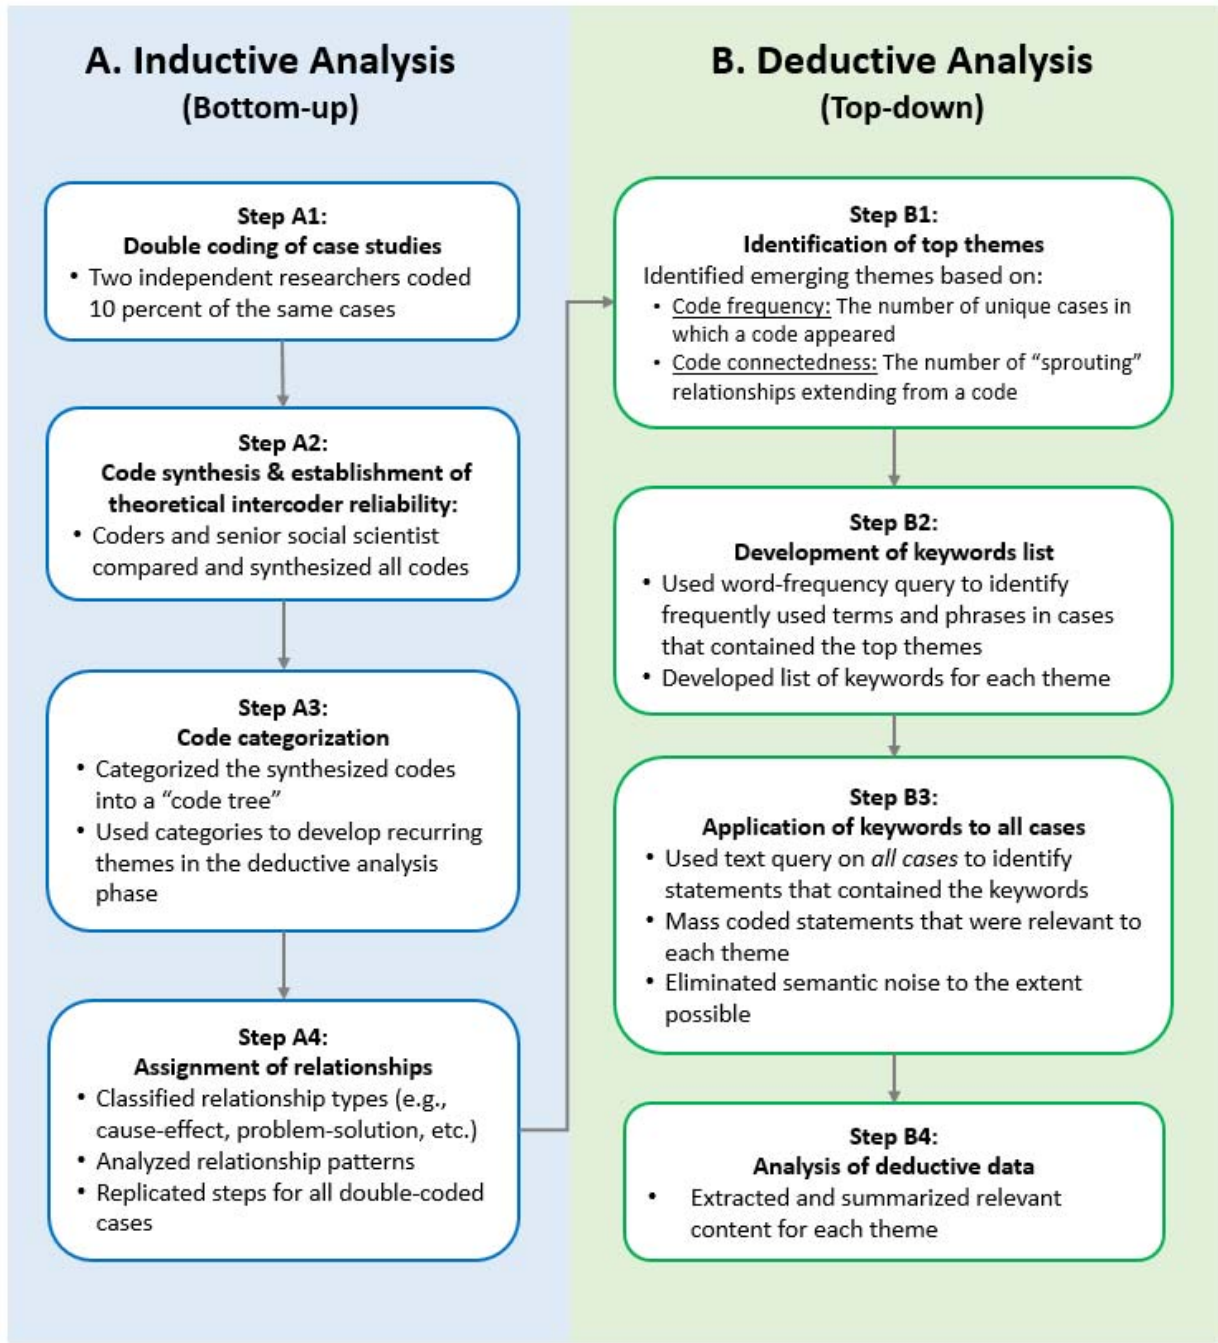 A. Inductive Analysis
(Bottom-up)
Step A1:
Double coding of case studies
• Two independent researchers coded
10 percent of the same cases
Step A2:
Code synthesis & establishment of
theoretical intercoder reliability:
• Coders and senior social scientist
compared and synthesized all codes
Step A3:
Code categorization
• Categorized the synthesized codes
into a “code tree”
• Used categories to develop recurring
themes in the deductive analysis
phase
Step A4:
Assignment of relationships
• Classified relationship types (e.g.,
cause-effect, problem-solution, etc.)
• Analyzed relationship patterns
• Replicated steps for all double-coded
cases
B. Deductive Analysis
(Top-down)
Step B1:
Identification of top themes
Identified emerging themes based on:
• Code frequency: The number of unique cases in
which a code appeared
• Code connectedness: The number of “sprouting”
relationships extending from a code
Step B2:
Development of keywords list
• Used word-frequency query to identify
frequently used terms and phrases in cases
that contained the top themes
• Developed list of keywords for each theme
Step B3:
Application of keywords to all cases
• Used text query on all cases to identify
statements that contained the keywords
• Mass coded statements that were relevant to
each theme
• Eliminated semantic noise to the extent
possible
Step B4:
Analysis of deductive data
• Extracted and summarized relevant
content for each theme